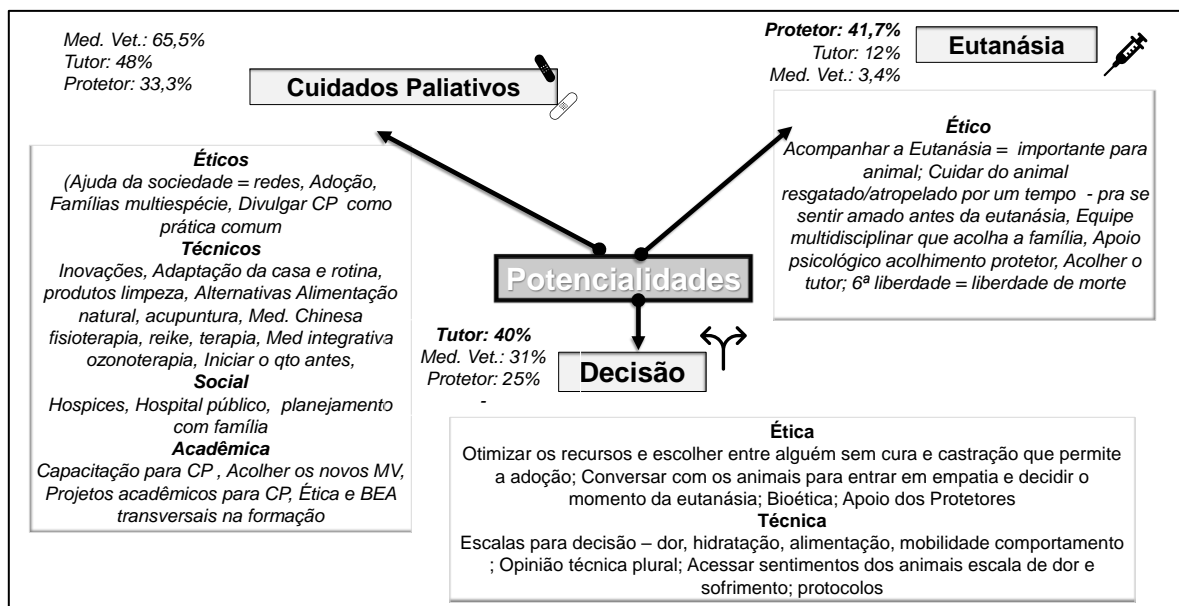 Med. Vet.: 65,5%
Tutor: 48%
Protetor: 33,3%
Cuidados Paliativos
Éticos
(Ajuda da sociedade = redes, Adoção,
Famílias multiespécie, Divulgar CP como
prática comum
Técnicos
Inovações, Adaptação da casa e rotina,
produtos limpeza, Alternativas Alimentação
natural, acupuntura, Med. Chinesa
fisioterapia, reike, terapia, Med integrativa
ozonoterapia, Iniciar o qto antes,
Social
Hospices, Hospital público, planejamento
com família
Acadêmica
Capacitação para CP , Acolher os novos MV,
Projetos acadêmicos para CP, Ética e BEA
transversais na formação
Protetor: 41,7%
Tutor: 12%
Med. Vet.: 3,4%
Eutanásia
Ético
Acompanhar a Eutanásia = importante para
animal; Cuidar do animal
resgatado/atropelado por um tempo - pra se
sentir amado antes da eutanásia, Equipe
multidisciplinar que acolha a família, Apoio
psicológico acolhimento protetor, Acolher o
tutor; 6ª liberdade = liberdade de morte
Potencialidades
Tutor: 40%
Med. Vet.: 31%
Protetor: 25%
-
Decisão
Ética
Otimizar os recursos e escolher entre alguém sem cura e castração que permite
a adoção; Conversar com os animais para entrar em empatia e decidir o
momento da eutanásia; Bioética; Apoio dos Protetores
Técnica
Escalas para decisão – dor, hidratação, alimentação, mobilidade comportamento
; Opinião técnica plural; Acessar sentimentos dos animais escala de dor e
sofrimento; protocolos